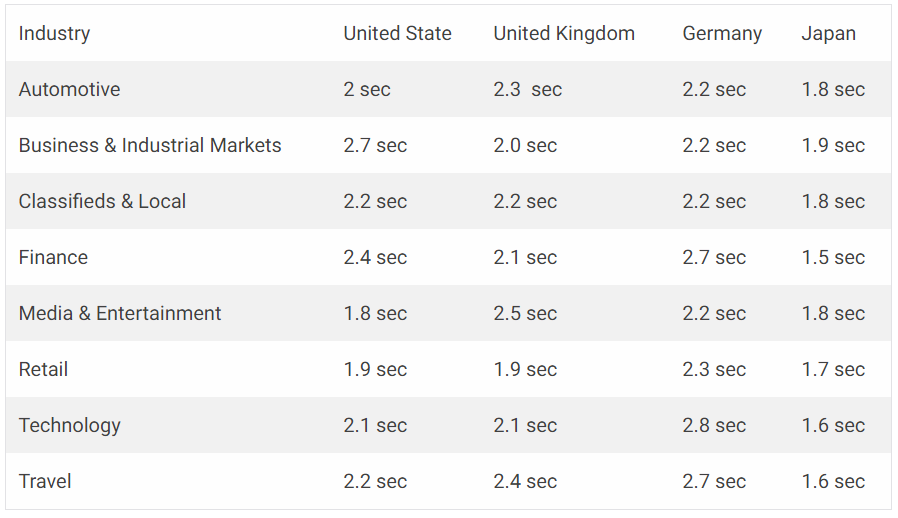 Industry United State United Kingdom Germany Japan
Automotive 2 sec 2.3 sec 2.2 sec 1.8 sec
Business & Industrial Markets 2.7 sec 2.0 sec 2.2 sec 1.9 sec
Classifieds & Local 2.2 sec 2.2 sec 2.2 sec 1.8 sec
Finance 2.4 sec 2.1 sec 2.7 sec 1.5 sec
Media & Entertainment 1.8 sec 2.5 sec 2.2 sec 1.8 sec
Retail 1.9 sec 1.9 sec 2.3 sec 1.7 sec
Technology 2.1 sec 2.1 sec 2.8 sec 1.6 sec
Travel 2.2 sec 2.4 sec 2.7 sec 1.6 sec